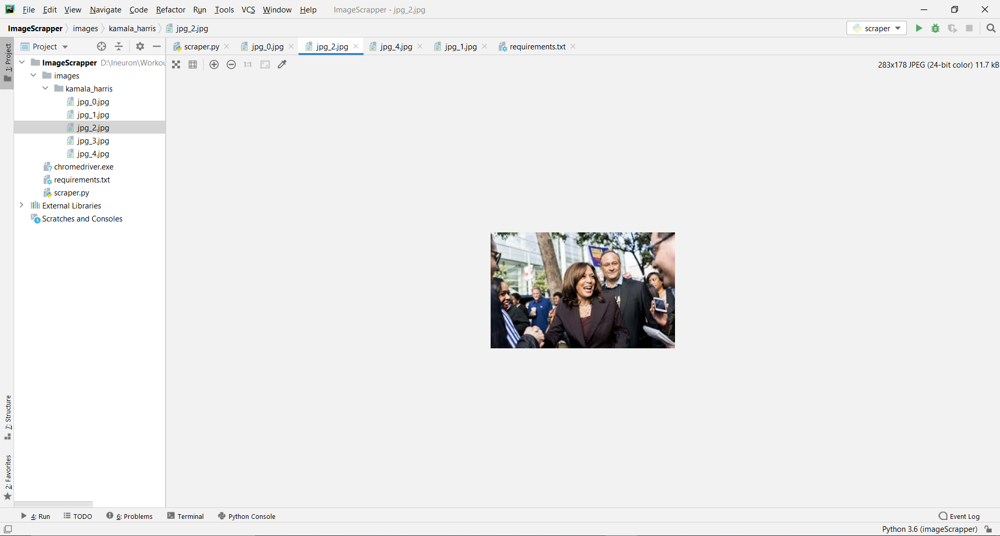 PC File Edit View Navigate Code Refactor Run Tools VCS Window Help ImageScrapper - jpg_2.jpg
ImageScrapper images kamala_harris jpg_2.jpg scraper
1: Project Project scraper.py jpg_0.jpg jpg_2.jpg jpg_4.jpg jpg_1.jpg requirements.txt
1:1 283x178 JPEG (24-bit color) 11.7 kB
ImageScrapper D:\Ineuron\Workou
images
kamala_harris
jpg_0.jpg
jpg_1.jpg
jpg_2.jpg
jpg_3.jpg
jpg_4.jpg
chromedriver.exe
requirements.txt
scraper.py
External Libraries
Scratches and Consoles
7: Structure
2: Favorites
4: Run TODO 6: Problems Terminal Python Console Event Log
Python 3.6 (imageScrapper)